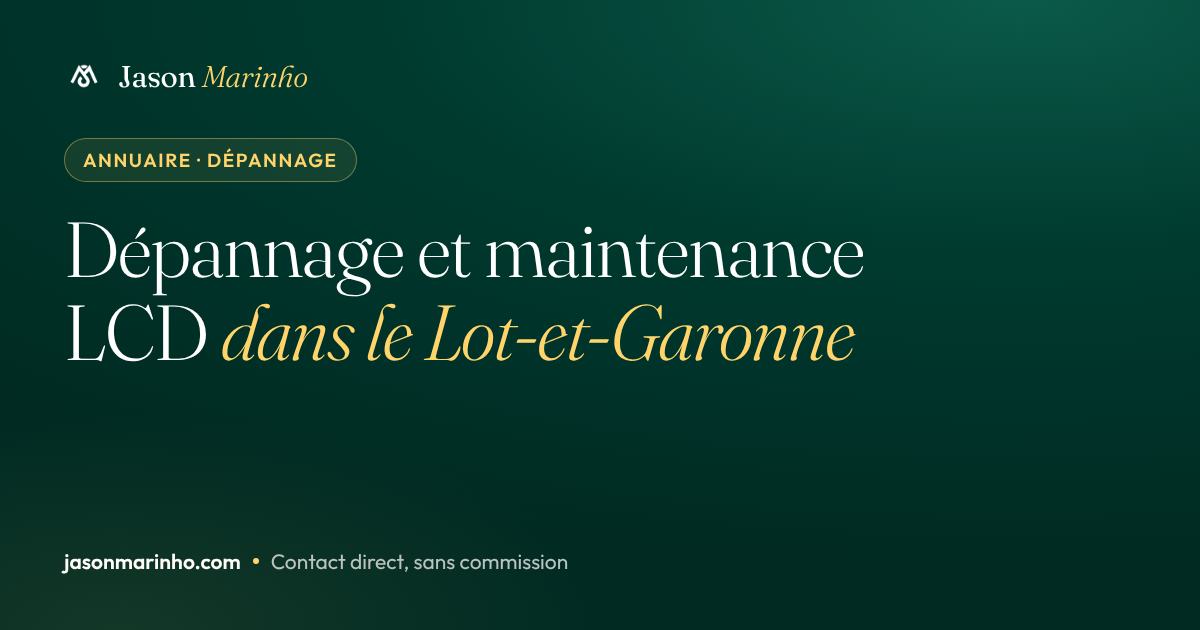 Jason Marinho
ANNUAIRE · DÉPANNAGE
Dépannage et maintenance
LCD dans le Lot-et-Garonne
jasonmarinho.com • Contact direct, sans commission